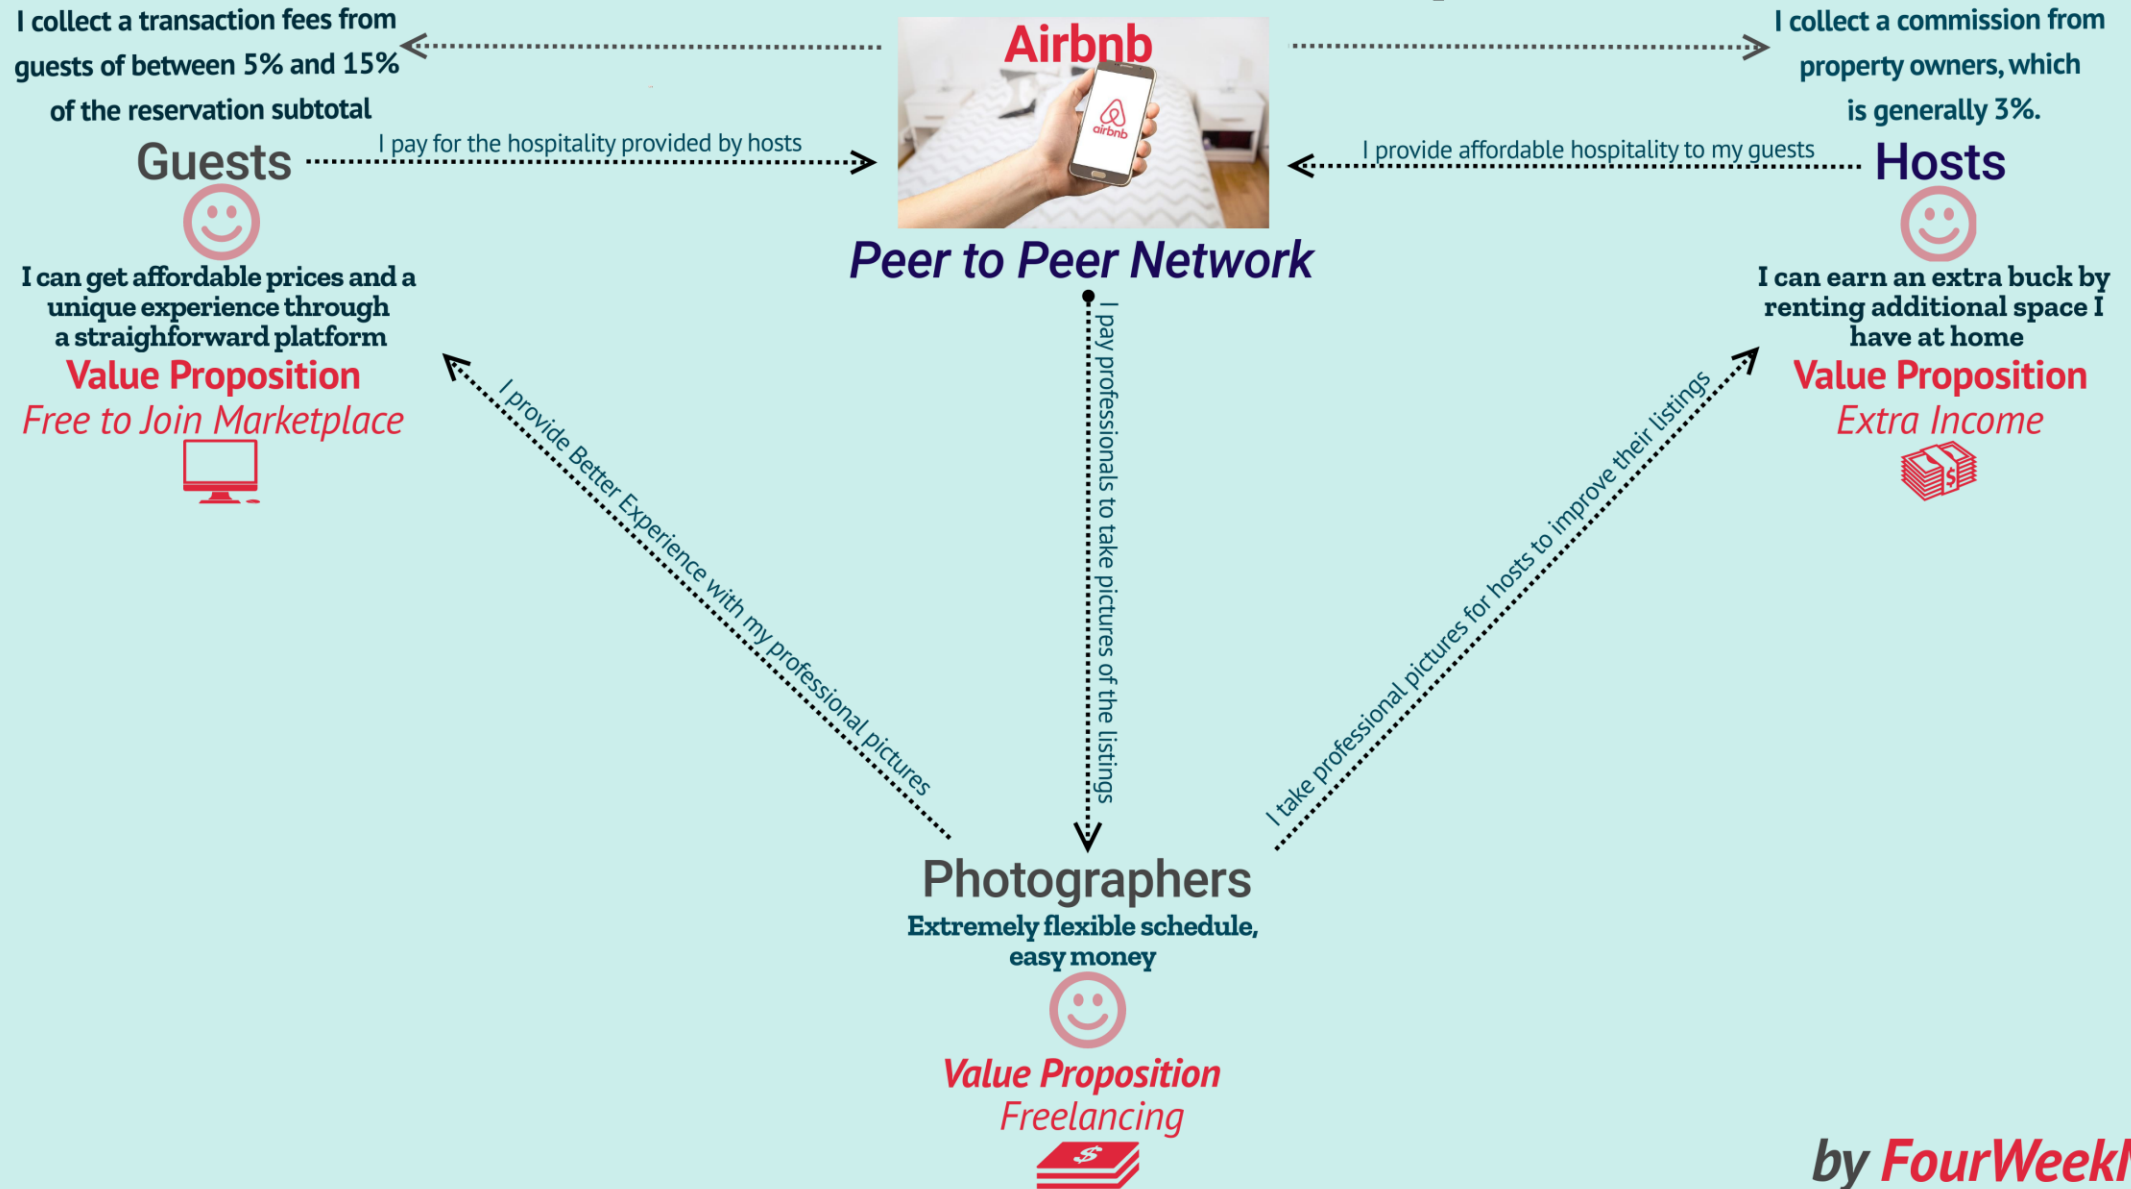 I collect a transaction fees from
guests of between 5% and 15%
of the reservation subtotal
Airbnb
airbnb
I collect a commission from
property owners, which
is generally 3%.
Guests
I pay for the hospitality provided by hosts
I provide affordable hospitality to my guests
Hosts
Peer to Peer Network
I can get affordable prices and a
unique experience through
a straighforward platform
Value Proposition
Free to Join Marketplace
I can earn an extra buck by
renting additional space I
have at home
Value Proposition
Extra Income
$
I provide Better Experience with my professional pictures
I pay professionals to take pictures of the listings
I take professional pictures for hosts to improve their listings
Photographers
Extremely flexible schedule,
easy money
Value Proposition
Freelancing
$
by FourWeek